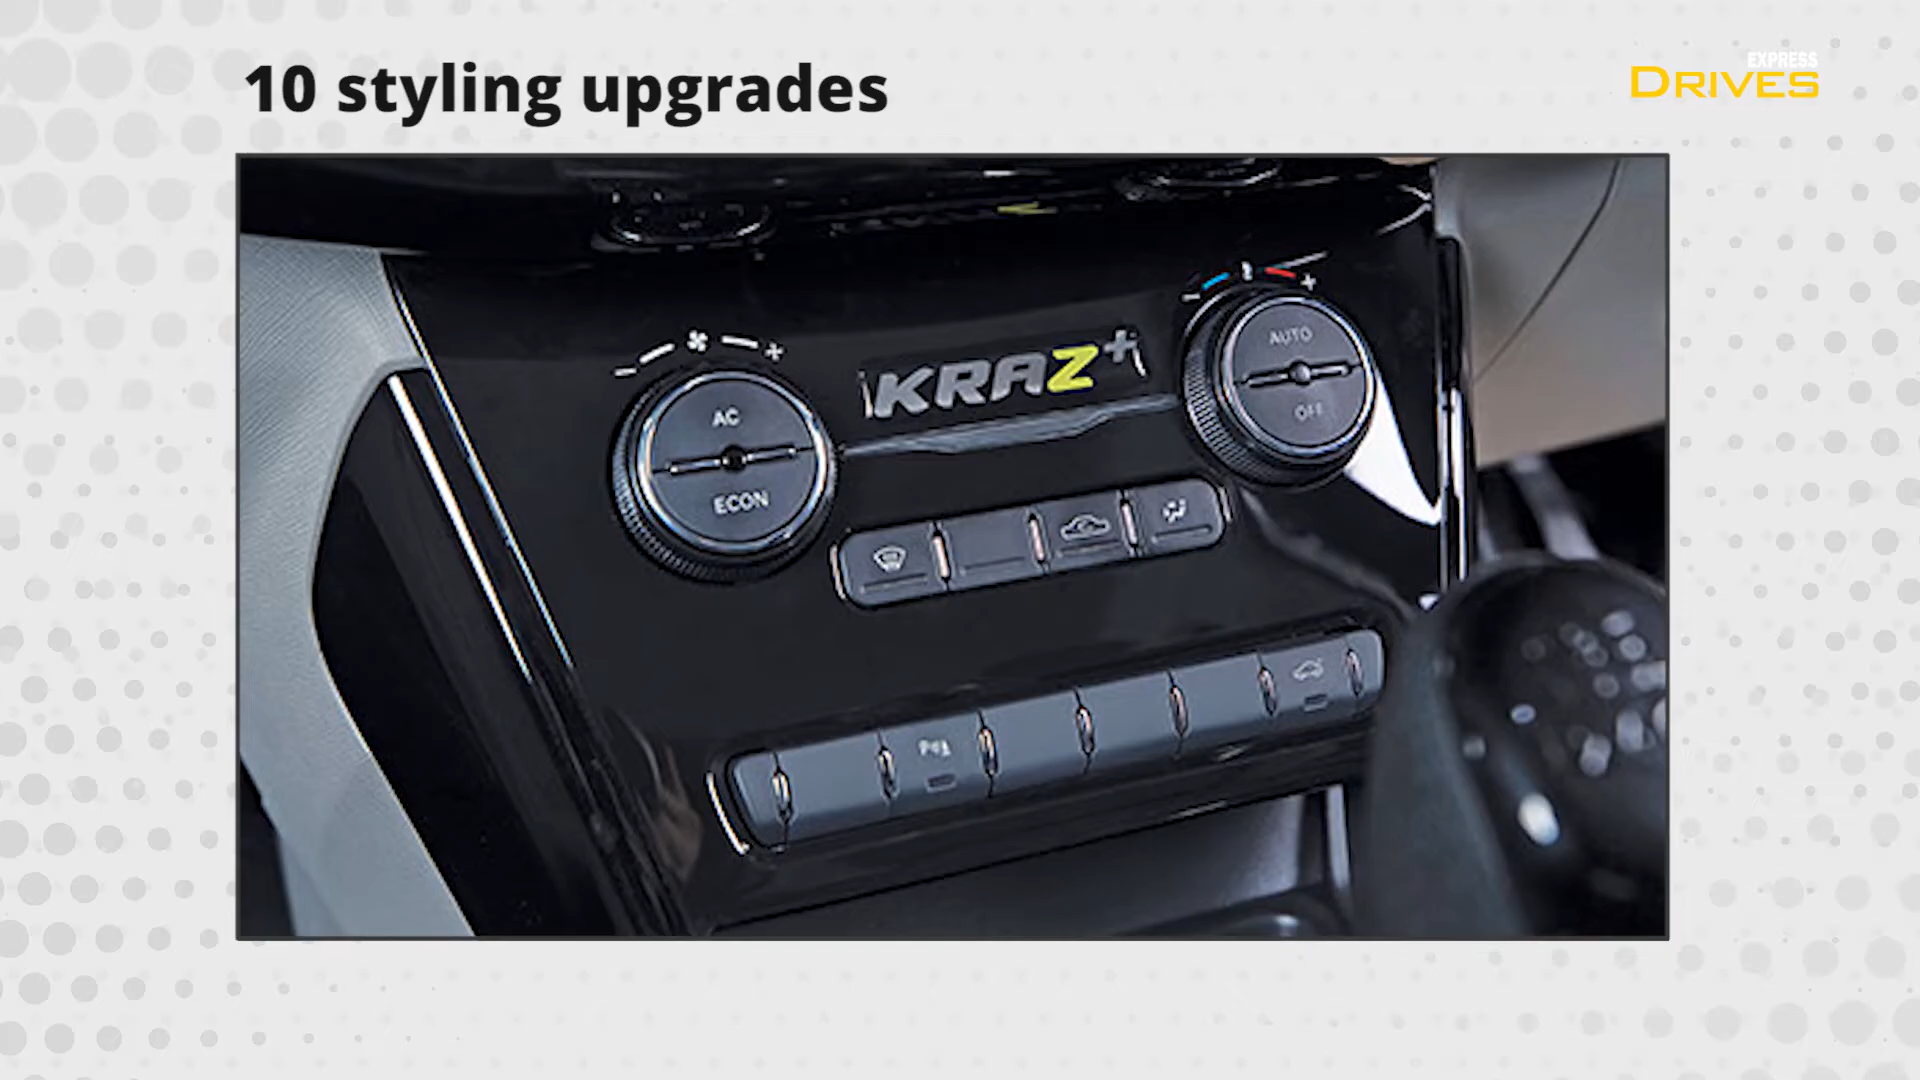 10 styling upgrades
EXPRESS
DRIVES
KRAZ+
AUTO
OFF
AC
ECON